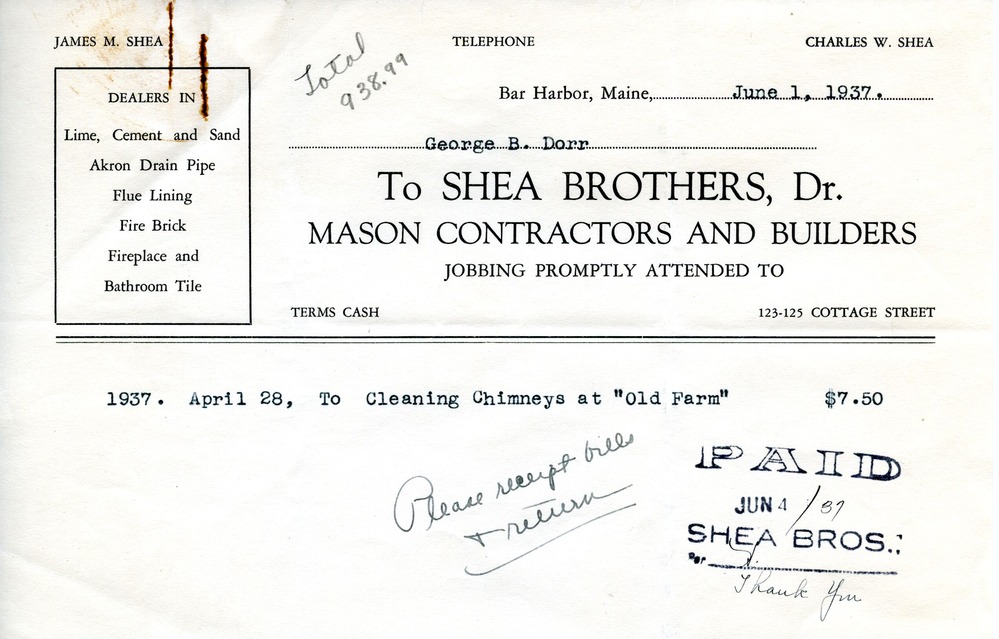 JAMES M. SHEA
TELEPHONE
CHARLES W. SHEA
Total
938.99
DEALERS IN
Lime, Cement and Sand
Akron Drain Pipe
Flue Lining
Fire Brick
Fireplace and
Bathroom Tile
Bar Harbor, Maine, June 1, 1937.
George B. Dorr
To SHEA BROTHERS, Dr.
MASON CONTRACTORS AND BUILDERS
JOBBING PROMPTLY ATTENDED TO
TERMS CASH
123-125 COTTAGE STREET
1937. April 28, To Cleaning Chimneys at "Old Farm" $7.50
Please receipt bills
+ return
PAID
JUN 4 / 37
SHEA BROS.:
Per
Thank You